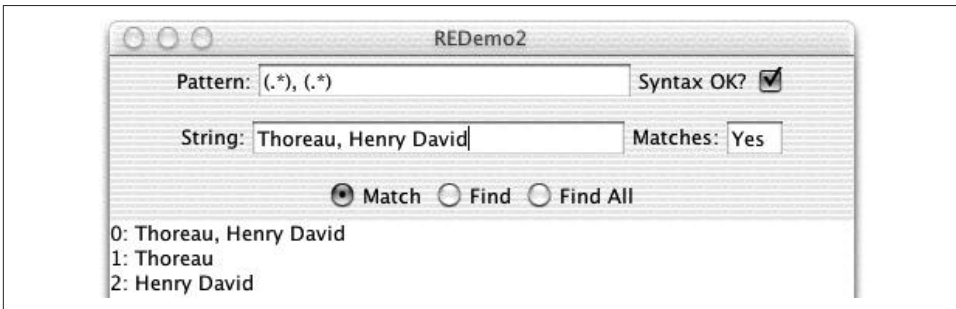 REDemo2
Pattern: (.*), (.*) Syntax OK?
String: Thoreau, Henry David Matches: Yes
Match Find Find All
0: Thoreau, Henry David
1: Thoreau
2: Henry David